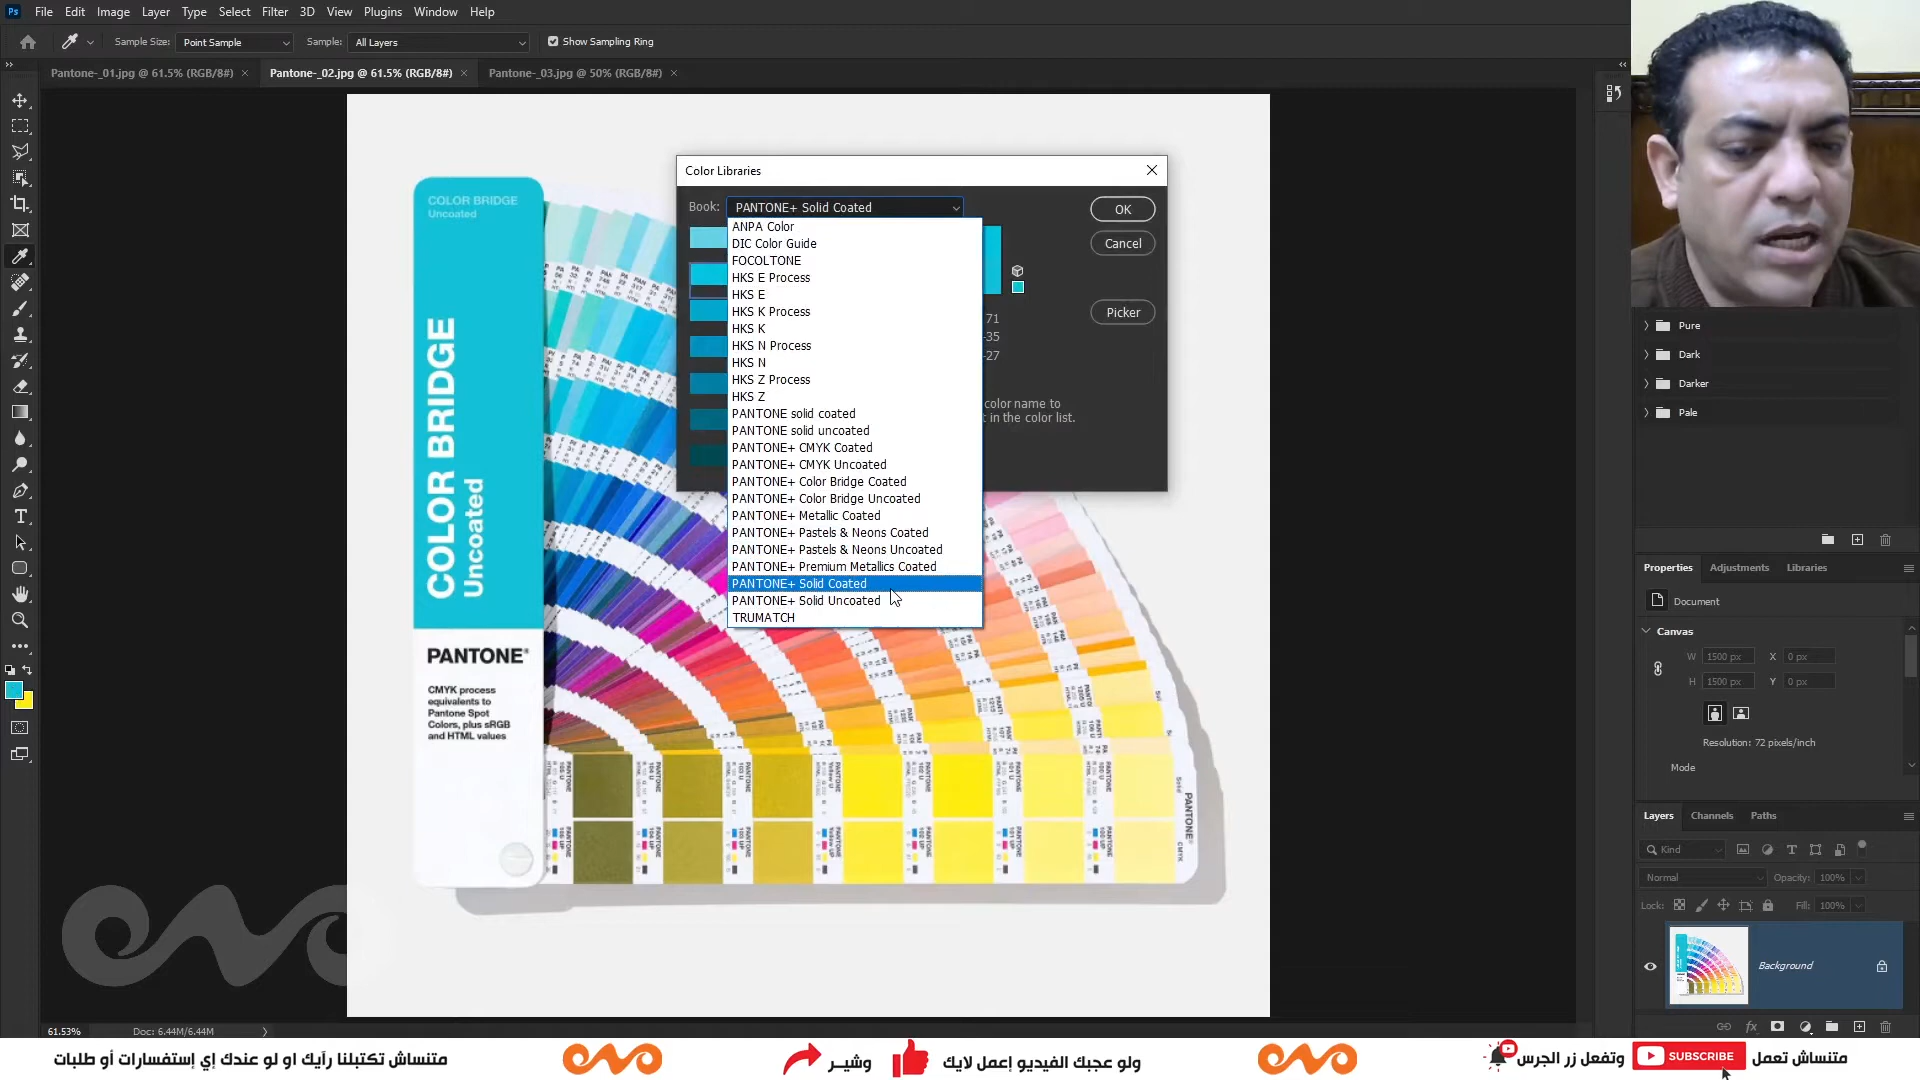 Ps File Edit Image Layer Type Select Filter 3D View Plugins Window Help
Sample Size: Point Sample Sample: All Layers Show Sampling Ring
Pantone-_01.jpg @ 61.5% (RGB/8#) × Pantone-_02.jpg @ 61.5% (RGB/8#) × Pantone-_03.jpg @ 50% (RGB/8#) ×
Color Libraries
Book: PANTONE+ Solid Coated
OK
Cancel
Picker
ANPA Color
DIC Color Guide
FOCOLTONE
HKS E Process
HKS E
HKS K Process
HKS K
HKS N Process
HKS N
HKS Z Process
HKS Z
PANTONE solid coated
PANTONE solid uncoated
PANTONE+ CMYK Coated
PANTONE+ CMYK Uncoated
PANTONE+ Color Bridge Coated
PANTONE+ Color Bridge Uncoated
PANTONE+ Metallic Coated
PANTONE+ Pastels & Neons Coated
PANTONE+ Pastels & Neons Uncoated
PANTONE+ Premium Metallics Coated
PANTONE+ Solid Coated
PANTONE+ Solid Uncoated
TRUMATCH
71
-35
-27
color name to
t in the color list.
COLOR BRIDGE
Uncoated
COLOR BRIDGE
Uncoated
PANTONE®
CMYK process
equivalents to
Pantone Spot
Colors, plus sRGB
and HTML values
PANTONE®
CMYK
Pure
Dark
Darker
Pale
Properties Adjustments Libraries
Document
Canvas
W 1500 px X 0 px
H 1500 px Y 0 px
Resolution: 72 pixels/inch
Mode
Layers Channels Paths
Kind
Normal Opacity: 100%
Lock: Fill: 100%
Background
fx
61.53% Doc: 6.44M/6.44M
متنساش تعمل SUBSCRIBE وتفعل زر الجرس
ولو عجبك الفيديو إعمل لايك وشير
متنساش تكتبلنا رآيك او لو عندك إي إستفسارات أو طلبات